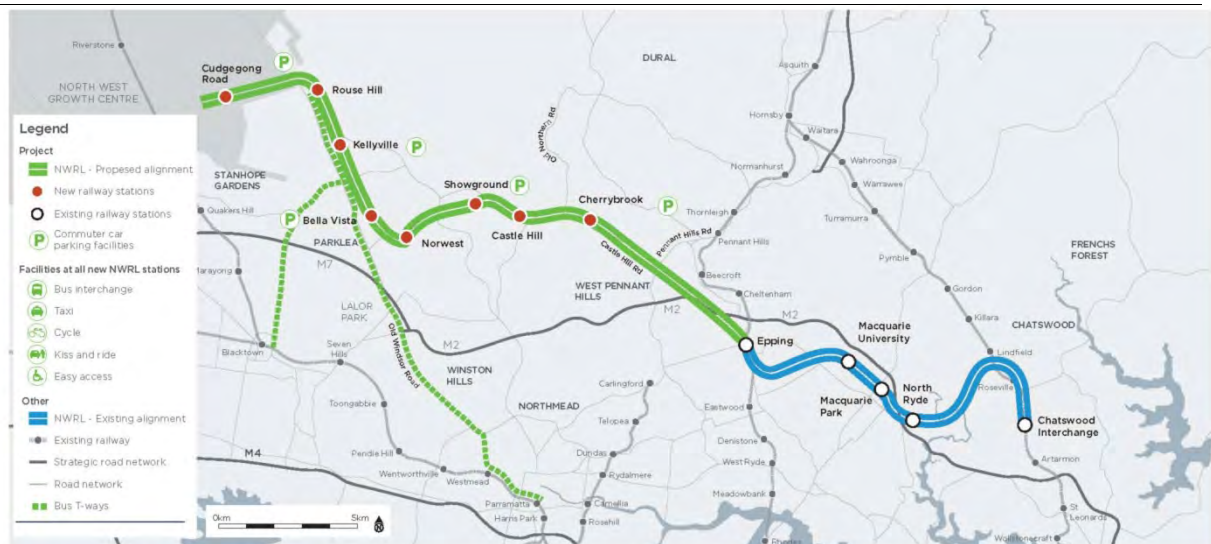 Riverstone
Cudgegong
Road
P
NORTH WEST
GROWTH CENTRE
Rouse Hill
Legend
Project
NWRL - Proposed alignment
New railway stations
Existing railway stations
P
Commuter car
parking facilities
Facilities at all new NWRL stations
Bus interchange
Taxi
Cycle
Kiss and ride
Easy access
Other
NWRL - Existing alignment
Existing railway
Strategic road network
Road network
Bus T-ways
Kellyville
P
STANHOPE
GARDENS
Quakers Hill
P
Bella Vista
PARKLEA
Norwest
Showground
P
Castle Hill
Cherrybrook
P
Marayong
M7
LALOR
PARK
Blacktown
Seven
Hills
M2
Old Windsor Road
WINSTON
HILLS
Toongabbie
Pendle Hill
M4
Wentworthville
Westmead
Parramatta
Harris Park
0km
5km
DURAL
Old Northern Rd
Asquith
Hornsby
Waitara
Normanhurst
Wahroonga
Warrawee
Thornleigh
Turramurra
Pennant Hills Rd
Pennant Hills
Castle Hill Rd
Pymble
FRENCHS
FOREST
Beecroft
WEST PENNANT
HILLS
Cheltenham
Gordon
M2
M2
Killara
CHATSWOOD
Macquarie
University
Epping
Lindfield
Roseville
North
Ryde
Macquarie
Park
Chatswood
Interchange
Carlingford
NORTHMEAD
Eastwood
Telopea
Denistone
Artarmon
Dundas
West Ryde
Rydalmere
Meadowbank
Camellia
St
Leonards
Rosehill
Rhodes
Wollstonecraft